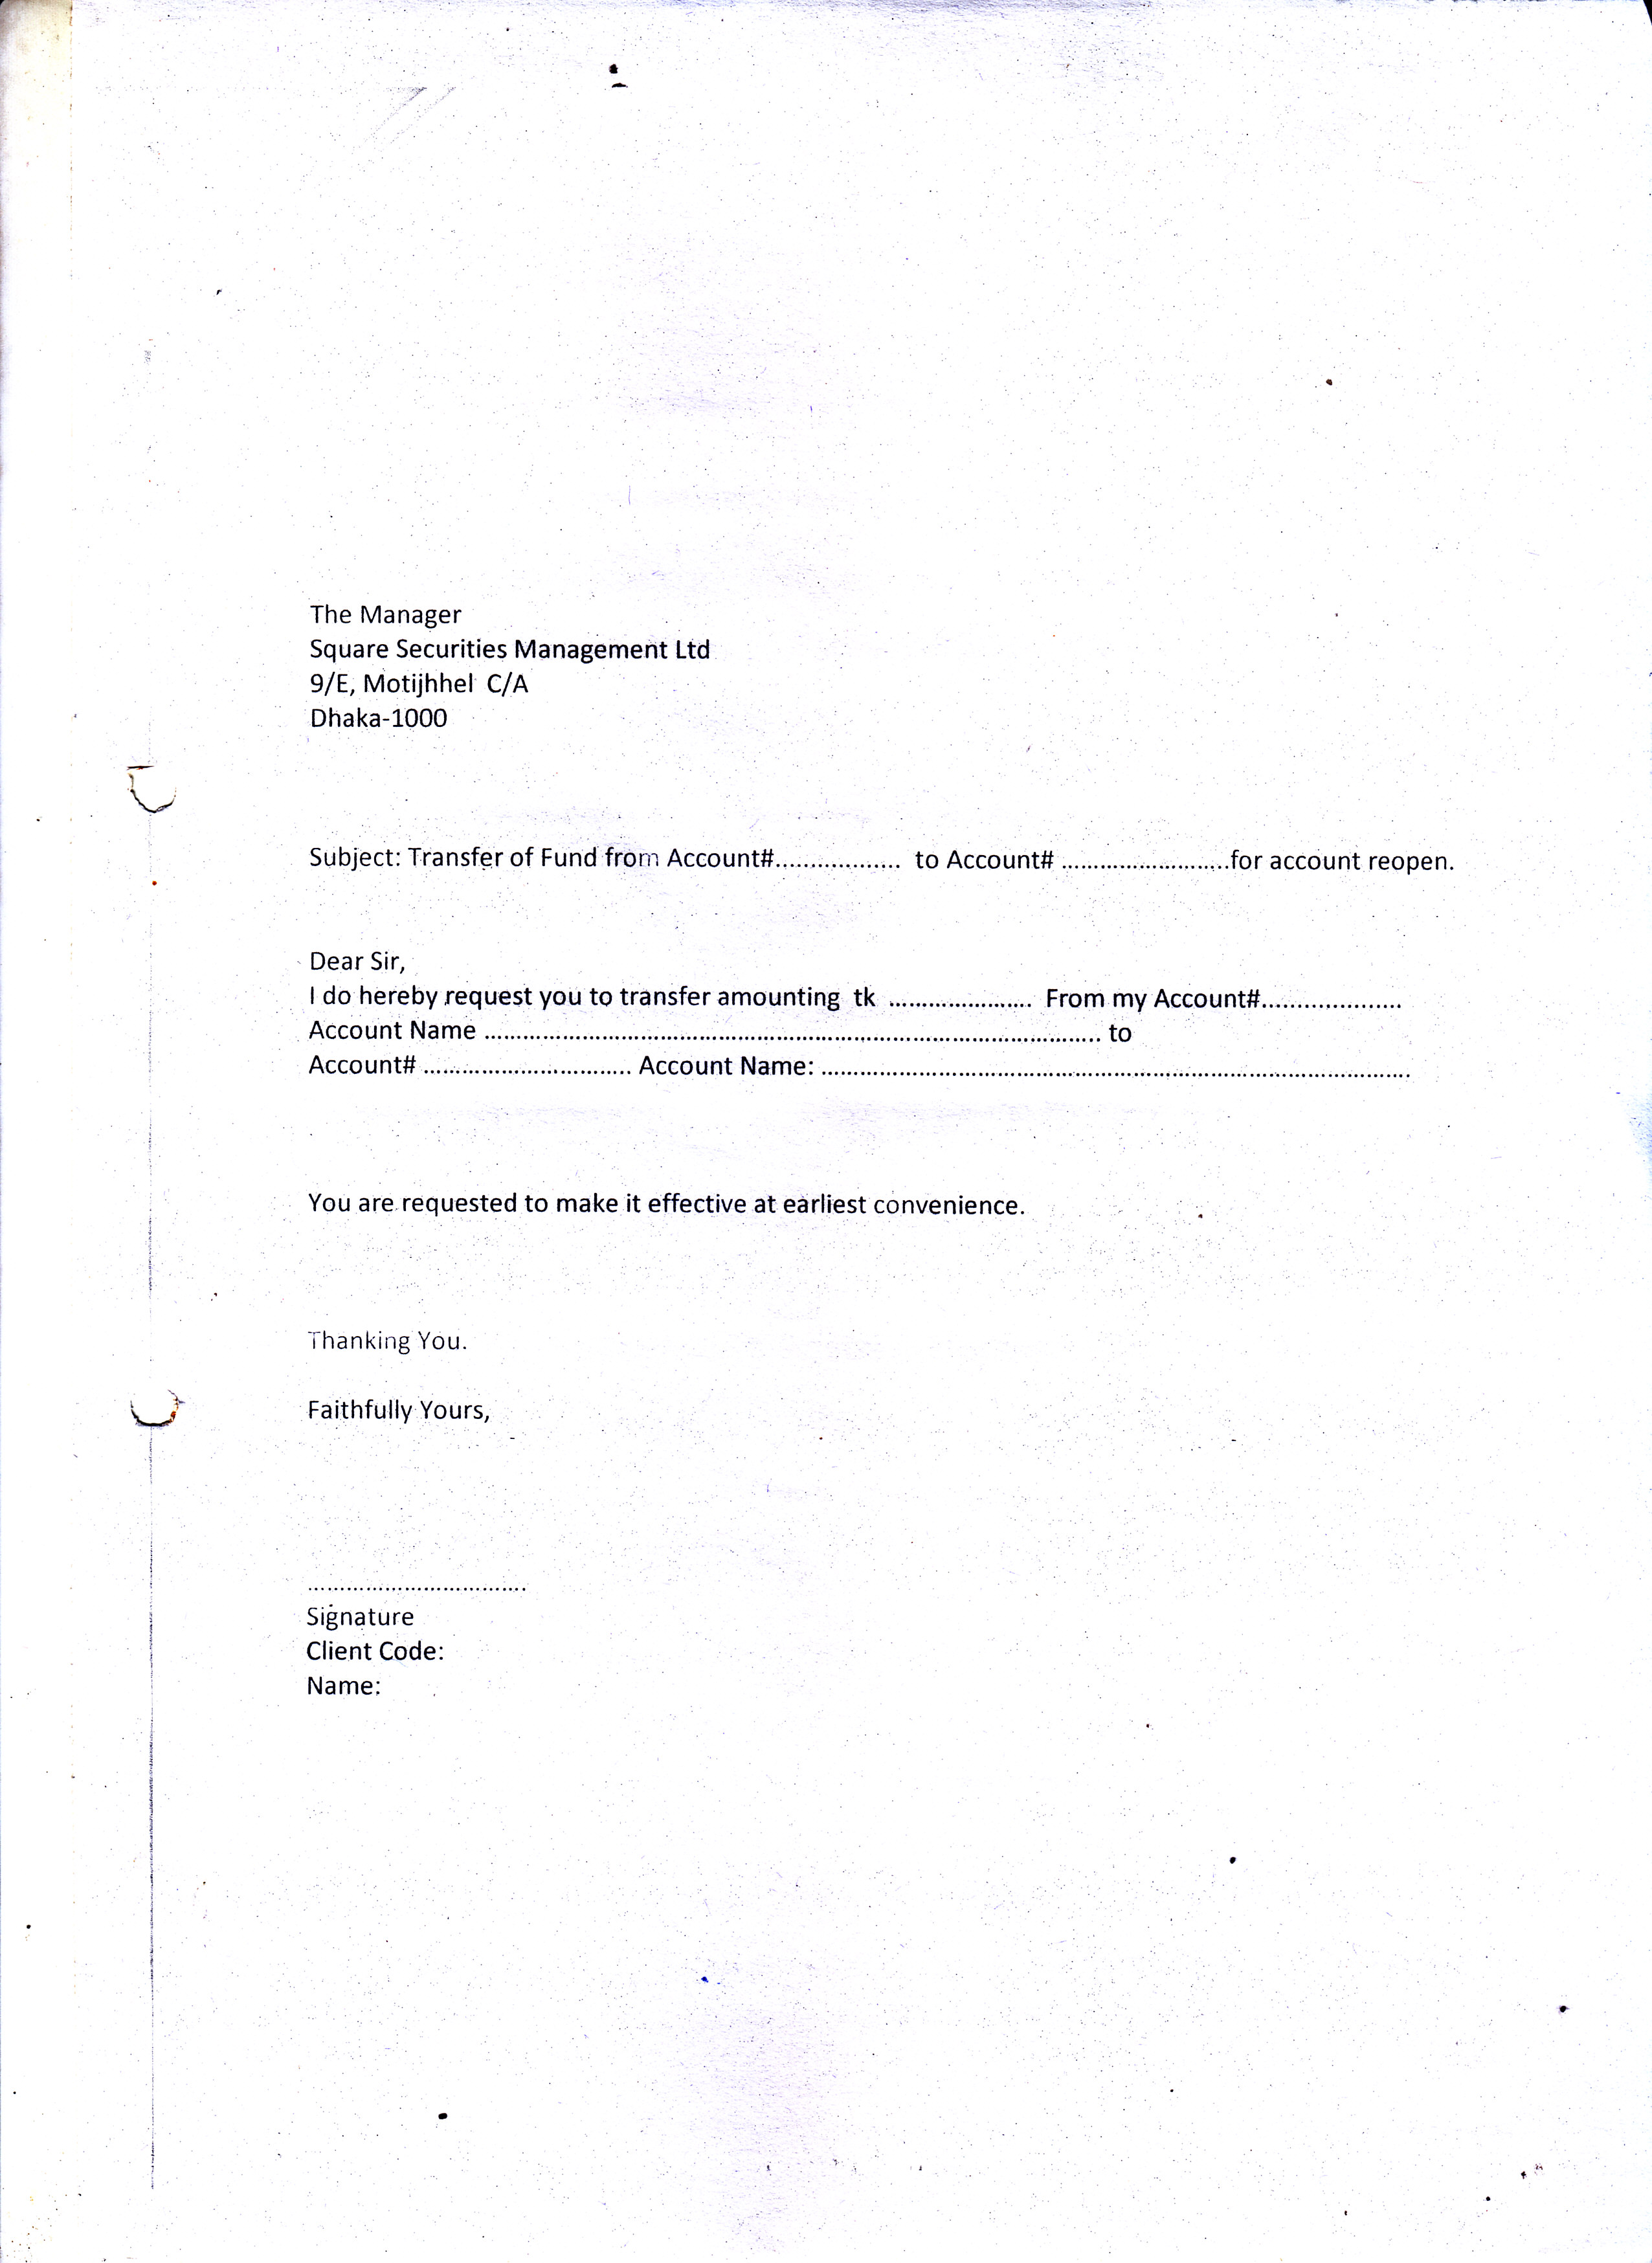 The Manager
Square Securities Management Ltd
9/E, Motijhhel C/A
Dhaka-1000
Subject: Transfer of Fund from Account#.................. to Account# ........................for account reopen.
Dear Sir,
I do hereby request you to transfer amounting tk ...................... From my Account#.....................
Account Name ................................................................................................ to
Account# ................................ Account Name: ...........................................................................................
You are requested to make it effective at earliest convenience.
Thanking You.
Faithfully Yours,
..................................
Signature
Client Code:
Name: